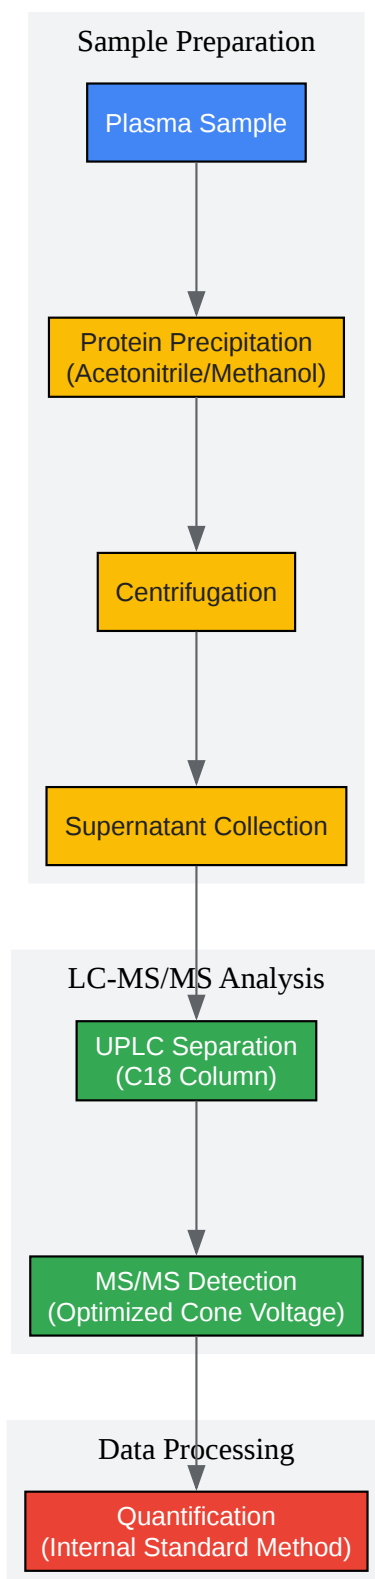 Sample Preparation
Plasma Sample
Protein Precipitation
(Acetonitrile/Methanol)
Centrifugation
Supernatant Collection
LC-MS/MS Analysis
UPLC Separation
(C18 Column)
MS/MS Detection
(Optimized Cone Voltage)
Data Processing
Quantification
(Internal Standard Method)